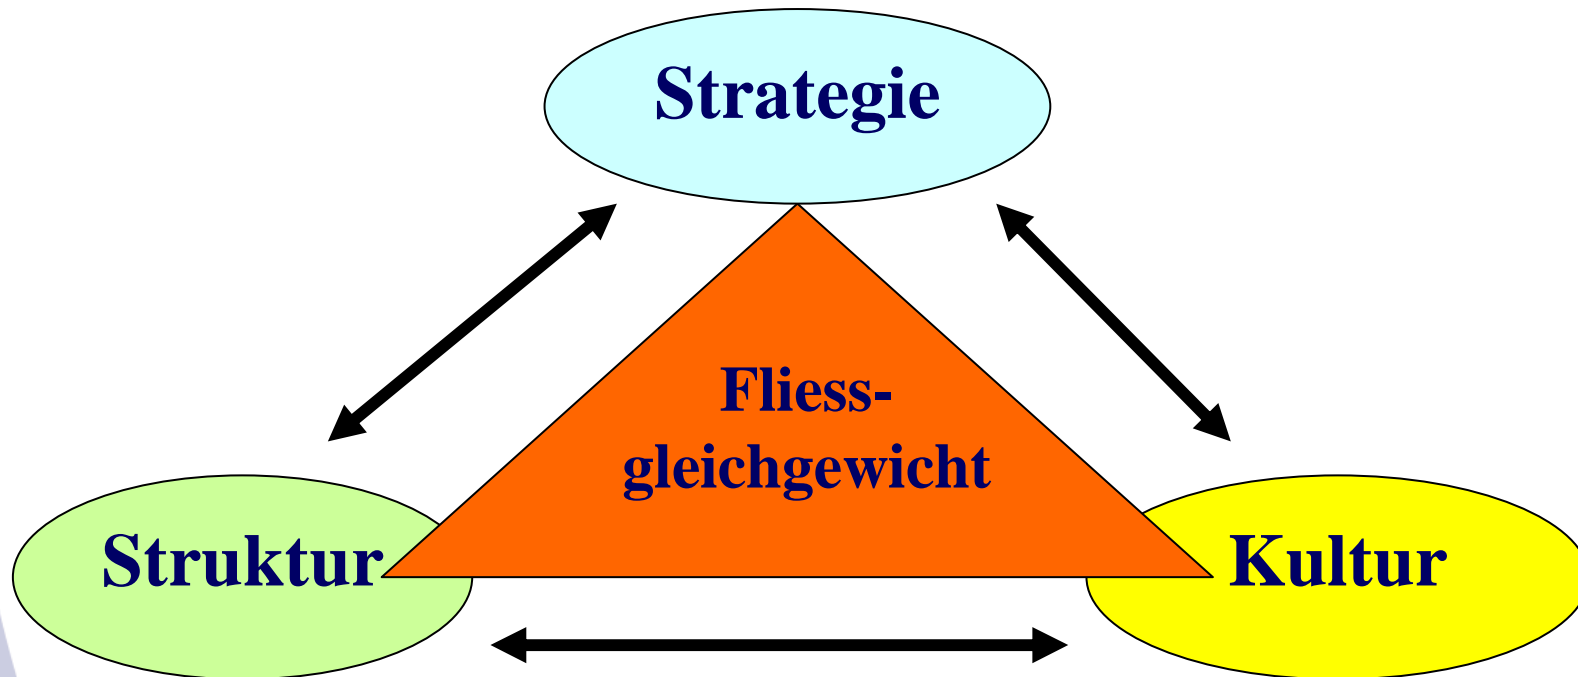 Strategie
Fliess-
gleichgewicht
Struktur
Kultur